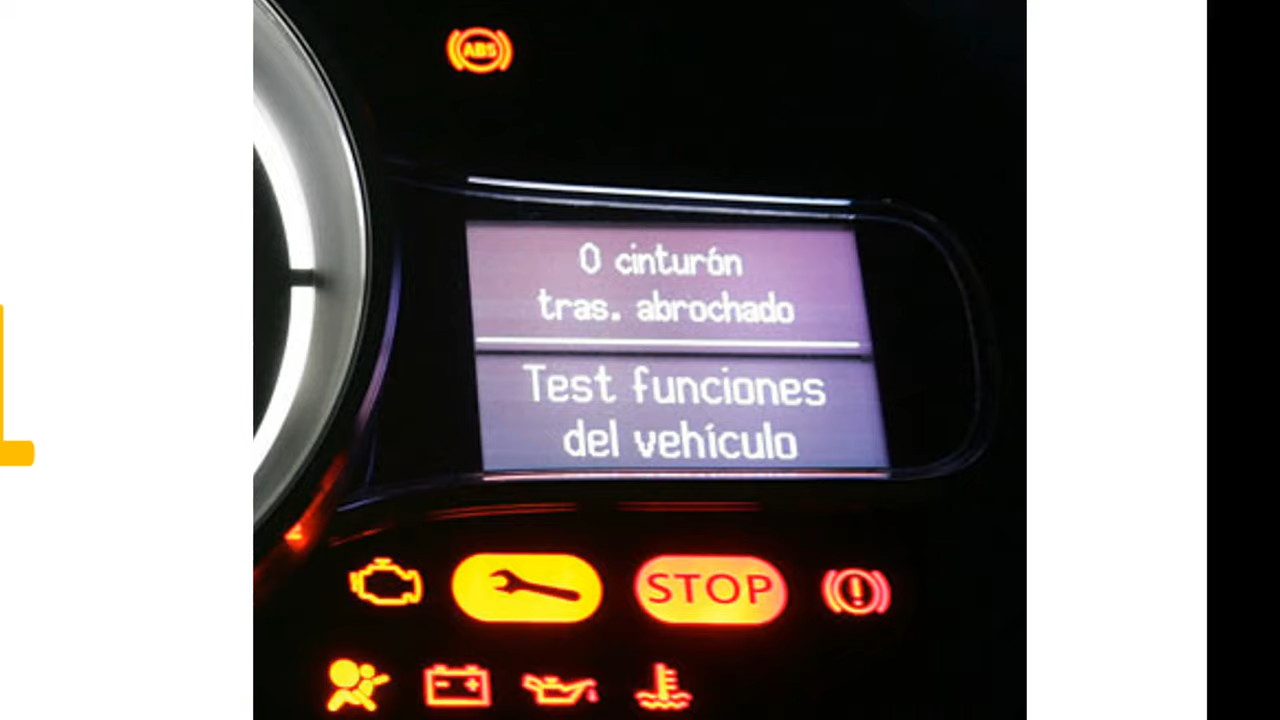 ABS
0 cinturón
tras. abrochado
Test funciones
del vehículo
STOP